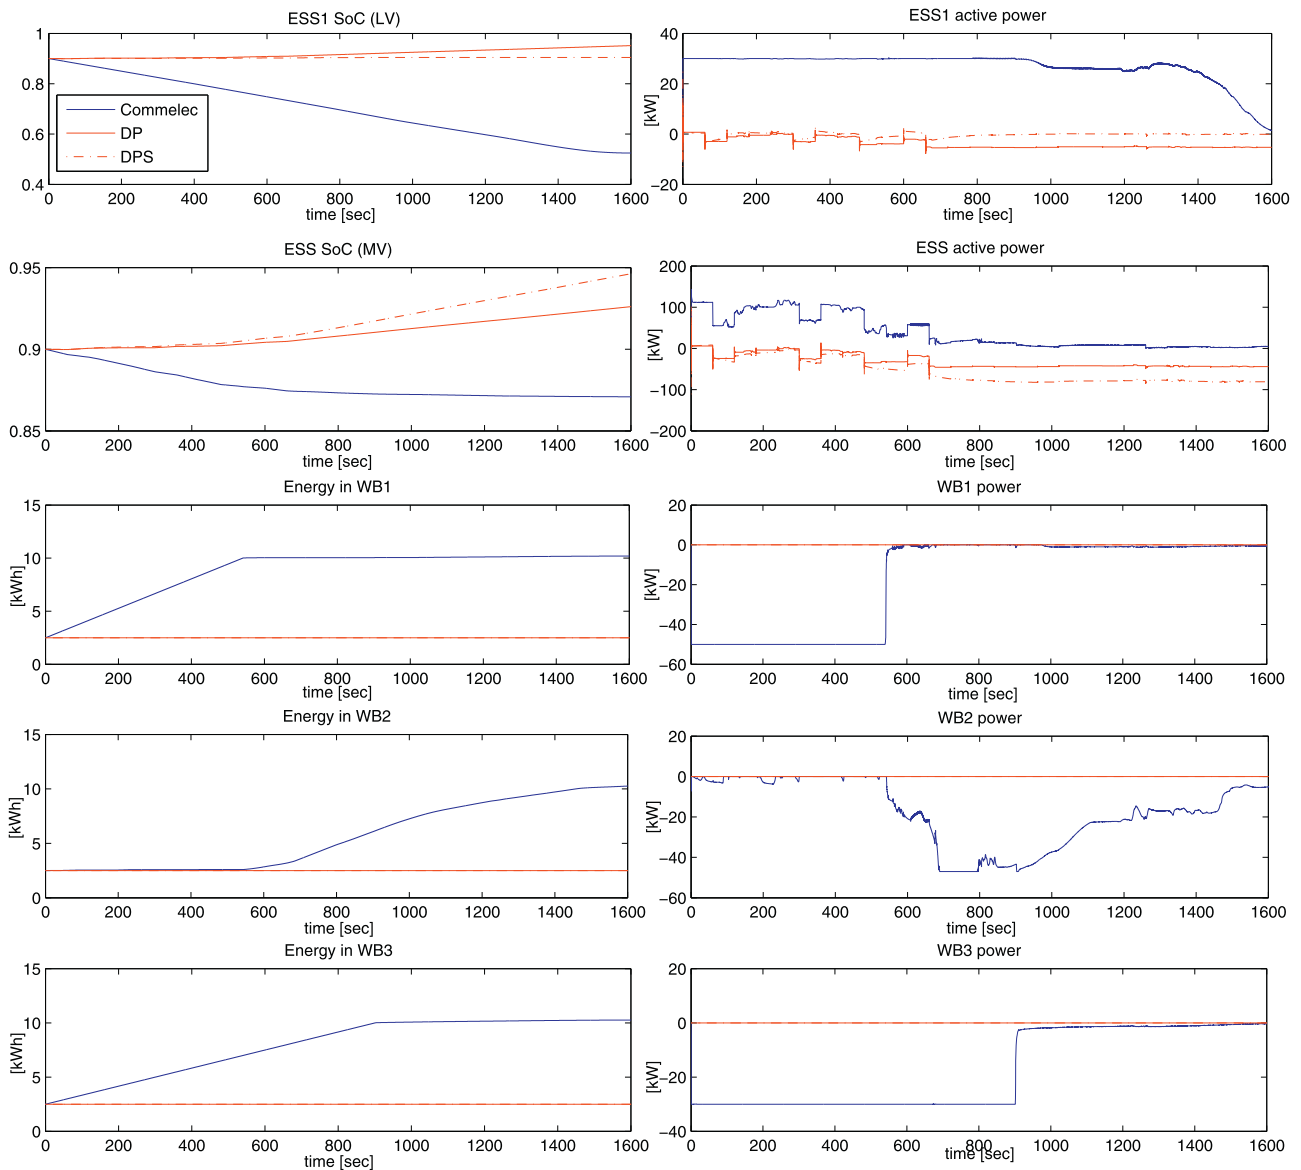 ESS1 SoC (LV)
1
0.8
0.6
0.4
Commelec
DP
DPS
0 200 400 600 800 1000 1200 1400 1600
time [sec]
ESS1 active power
40
20
0
−20
[kW]
0 200 400 600 800 1000 1200 1400 1600
time [sec]
ESS SoC (MV)
0.95
0.9
0.85
0 200 400 600 800 1000 1200 1400 1600
time [sec]
ESS active power
200
100
0
−100
−200
[kW]
0 200 400 600 800 1000 1200 1400 1600
time [sec]
Energy in WB1
15
10
5
0
[kWh]
0 200 400 600 800 1000 1200 1400 1600
time [sec]
WB1 power
20
0
−20
−40
−60
[kW]
0 200 400 600 800 1000 1200 1400 1600
time [sec]
Energy in WB2
15
10
5
0
[kWh]
0 200 400 600 800 1000 1200 1400 1600
time [sec]
WB2 power
20
0
−20
−40
−60
[kW]
0 200 400 600 800 1000 1200 1400 1600
time [sec]
Energy in WB3
15
10
5
0
[kWh]
0 200 400 600 800 1000 1200 1400 1600
time [sec]
WB3 power
20
0
−20
−40
[kW]
0 200 400 600 800 1000 1200 1400 1600
time [sec]